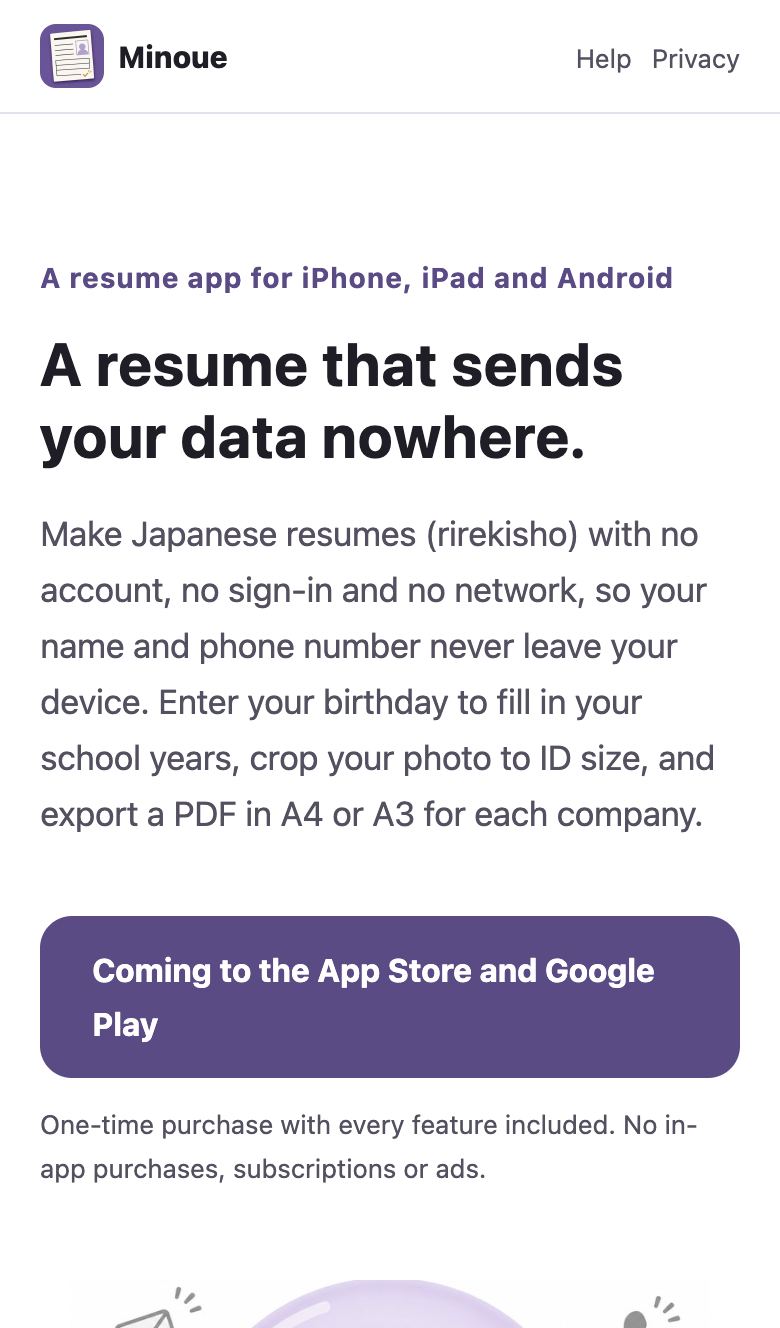 Minoue
Help Privacy
A resume app for iPhone, iPad and Android
A resume that sends
your data nowhere.
Make Japanese resumes (rirekisho) with no
account, no sign-in and no network, so your
name and phone number never leave your
device. Enter your birthday to fill in your
school years, crop your photo to ID size, and
export a PDF in A4 or A3 for each company.
Coming to the App Store and Google
Play
One-time purchase with every feature included. No in-
app purchases, subscriptions or ads.